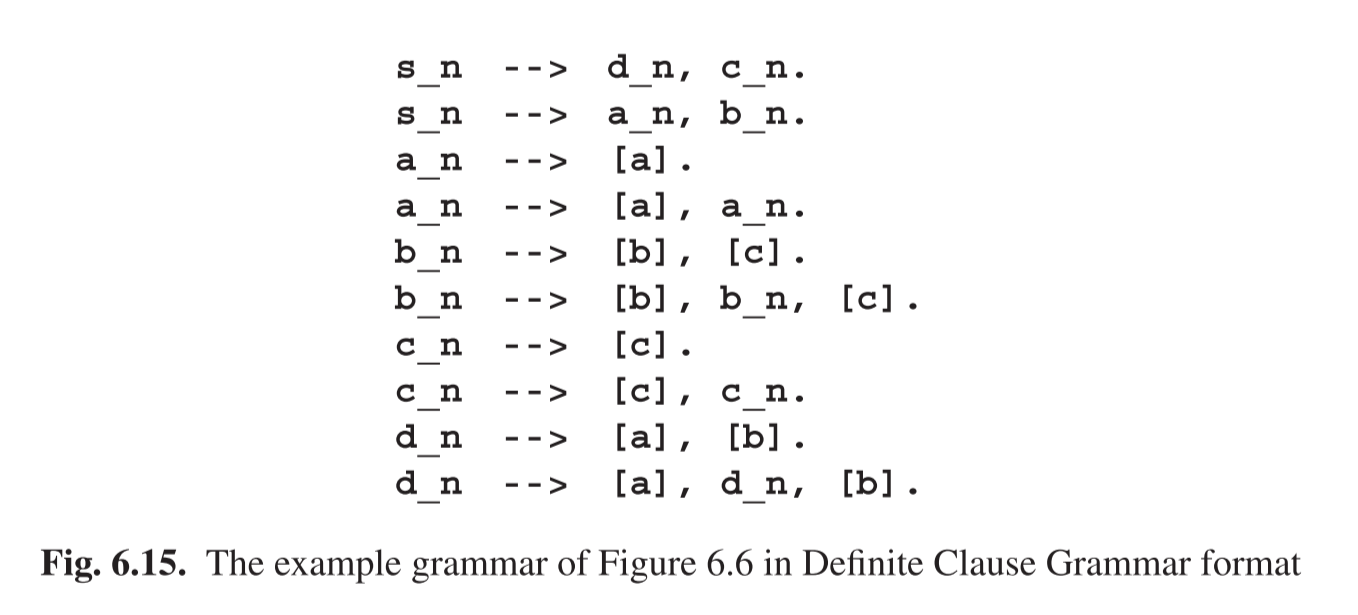 s_n --> d_n, c_n.
s_n --> a_n, b_n.
a_n --> [a].
a_n --> [a], a_n.
b_n --> [b], [c].
b_n --> [b], b_n, [c].
c_n --> [c].
c_n --> [c], c_n.
d_n --> [a], [b].
d_n --> [a], d_n, [b].
Fig. 6.15. The example grammar of Figure 6.6 in Definite Clause Grammar format